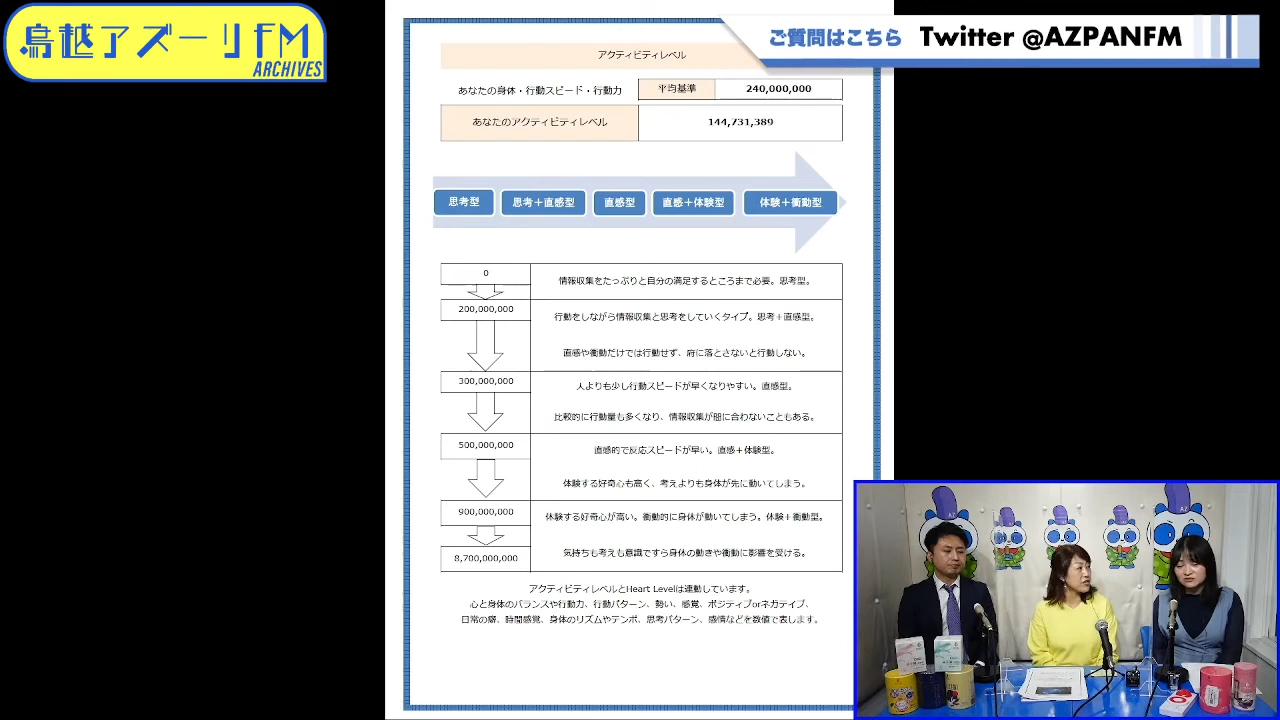 鳥越アズーリFM
ARCHIVES
ご質問はこちら Twitter @AZPANFM
アクティビティレベル
あなたの身体・行動スピード・行動力
平均基準
240,000,000
あなたのアクティビティレベル
144,731,389
思考型
思考＋直感型
直感型
直感＋体験型
体験＋衝動型
0
情報収集をたっぷりと自分の満足するところまで必要。思考型。
200,000,000
行動をしながら情報収集と思考をしていくタイプ。思考＋直感型。
直感や衝動だけでは行動せず、府に落とさないと行動しない。
300,000,000
人よりも少し行動スピードが早くなりやすい。直感型。
比較的に行動量も多くなり、情報収集が間に合わないこともある。
500,000,000
直感的で反応スピードが早い。直感＋体験型。
体験する好奇心も高く、考えよりも身体が先に動いてしまう。
900,000,000
体験する好奇心が高い。衝動的に身体が動いてしまう。体験＋衝動型。
8,700,000,000
気持ちも考えも意識ですら身体の動きや衝動に影響を受ける。
アクティビティレベルとHeart Levelは連動しています。
心と身体のバランスや行動力、行動パターン、勢い、感覚、ポジティブorネガティブ、
日常の癖、時間感覚、身体のリズムやテンポ、思考パターン、感情などを数値で表します。
AZ
AZ